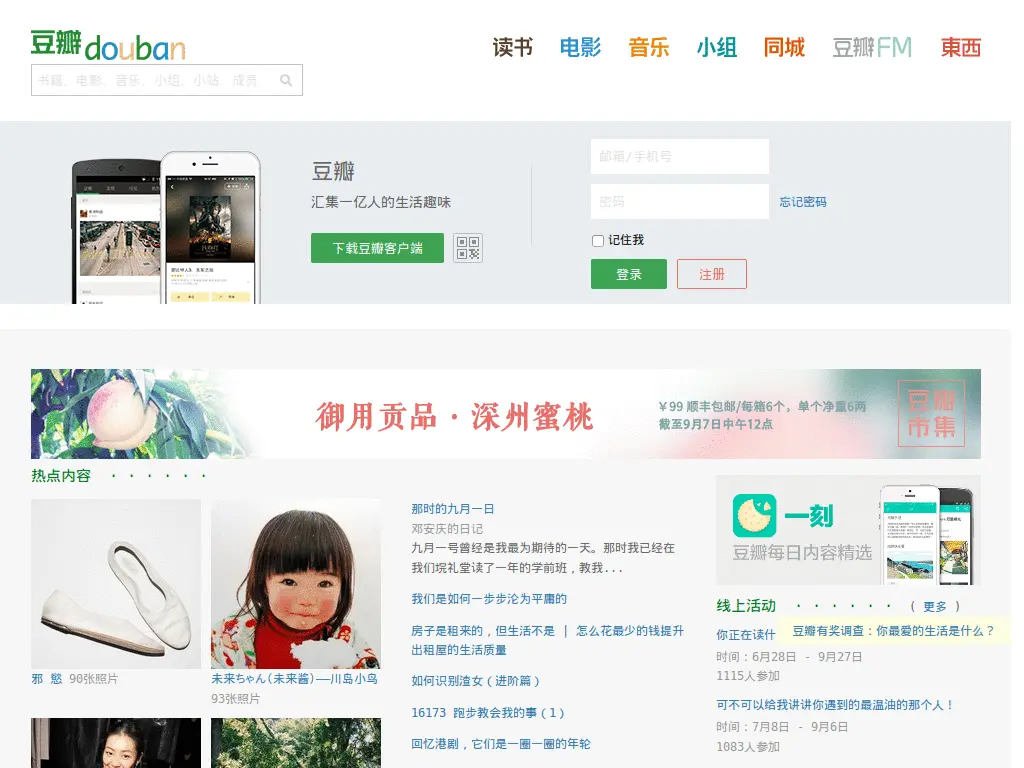 豆瓣douban
读书 电影 音乐 小组 同城 豆瓣FM 東西
书籍、电影、音乐、小组、小站、成员
豆瓣
汇集一亿人的生活趣味
下载豆瓣客户端
邮箱/手机号
密码 忘记密码
记住我
登录 注册
御用贡品·深州蜜桃
¥99 顺丰包邮/每箱6个，单个净重6两
截至9月7日中午12点
豆瓣
市集
热点内容 · · · · · ·
邪 慾 90张照片
未来ちゃん(未来酱)——川岛小鸟
93张照片
那时的九月一日
邓安庆的日记
九月一号曾经是我最为期待的一天。那时我已经在
我们垸礼堂读了一年的学前班，教我...
我们是如何一步步沦为平庸的
房子是租来的，但生活不是 | 怎么花最少的钱提升
出租屋的生活质量
如何识别渣女（进阶篇）
16173 跑步教会我的事（1）
回忆港剧，它们是一圈一圈的年轮
一刻
豆瓣每日内容精选
线上活动 · · · · · · ( 更多 )
你正在读什
豆瓣有奖调查：你最爱的生活是什么？
时间：6月28日 - 9月27日
1115人参加
可不可以给我讲讲你遇到的最温油的那个人！
时间：7月8日 - 9月6日
1083人参加